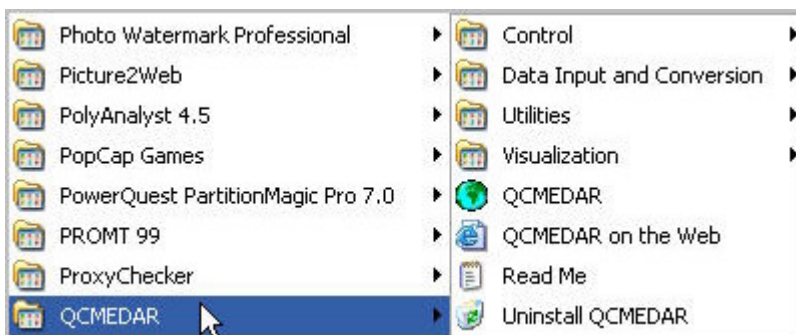 Photo Watermark Professional
Picture2Web
PolyAnalyst 4.5
PopCap Games
PowerQuest PartitionMagic Pro 7.0
PROMT 99
ProxyChecker
QCMEDAR
Control
Data Input and Conversion
Utilities
Visualization
QCMEDAR
QCMEDAR on the Web
Read Me
Uninstall QCMEDAR